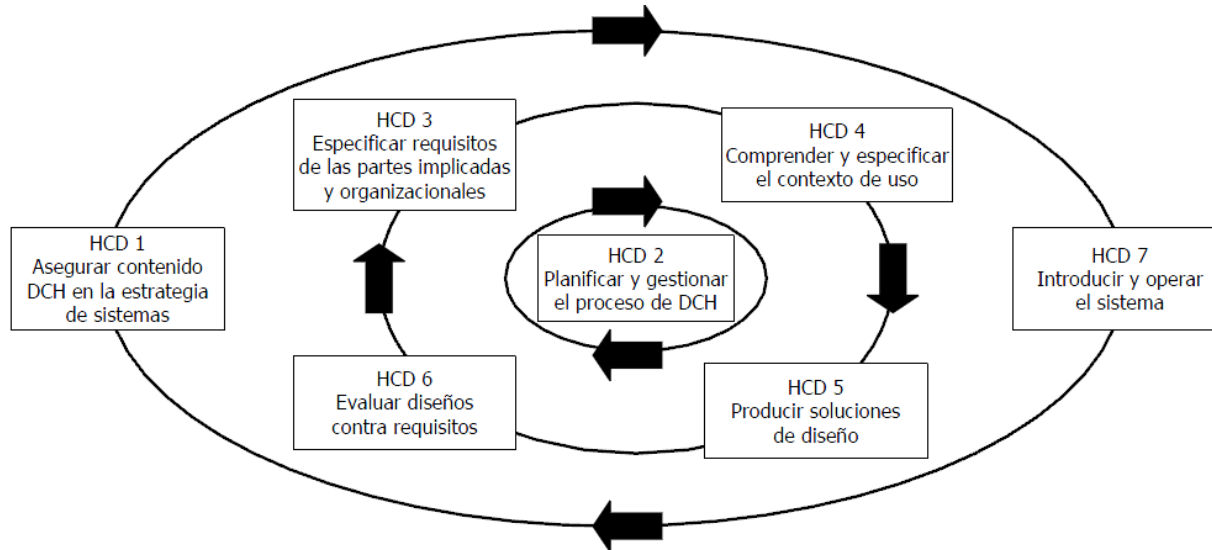 HCD 3
Especificar requisitos
de las partes implicadas
y organizacionales
HCD 4
Comprender y especificar
el contexto de uso
HCD 1
Asegurar contenido
DCH en la estrategia
de sistemas
HCD 2
Planificar y gestionar
el proceso de DCH
HCD 7
Introducir y operar
el sistema
HCD 6
Evaluar diseños
contra requisitos
HCD 5
Producir soluciones
de diseño